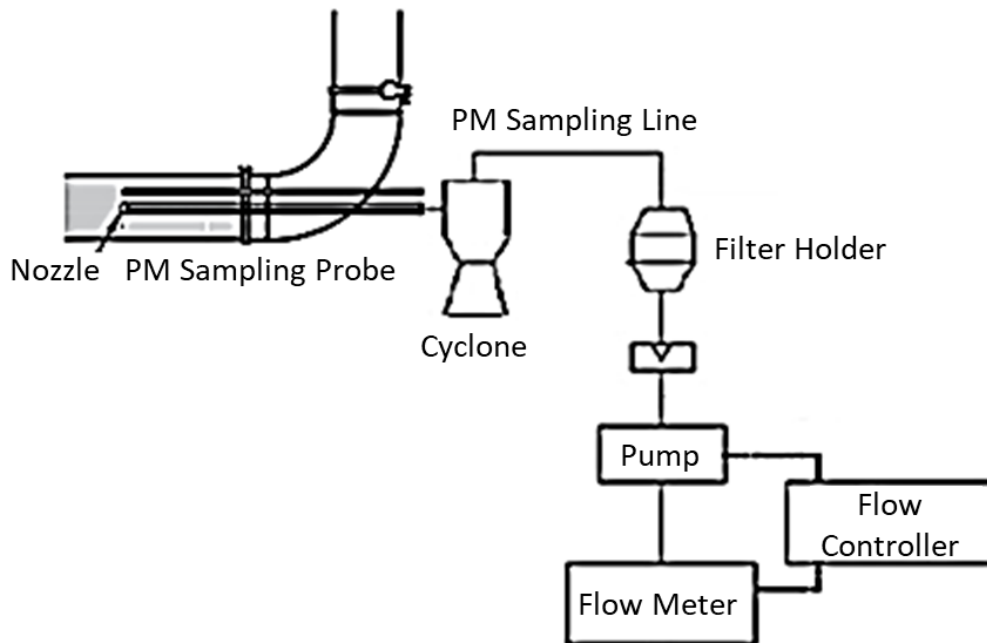 PM Sampling Line
Nozzle
PM Sampling Probe
Filter Holder
Cyclone
Pump
Flow
Controller
Flow Meter